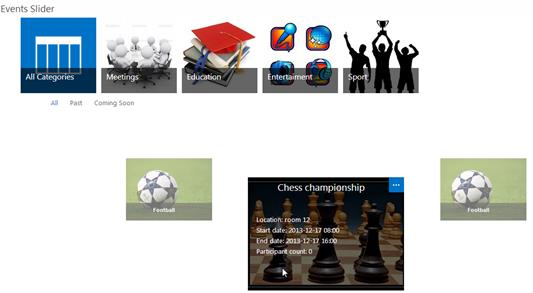 Events Slider
All Categories
Meetings
Education
Entertaiment
Sport
All Past Coming Soon
Chess championship
...
Location: room 12
Start date: 2013-12-17 08:00
End date: 2013-12-17 16:00
Participant count: 0
Football
Football